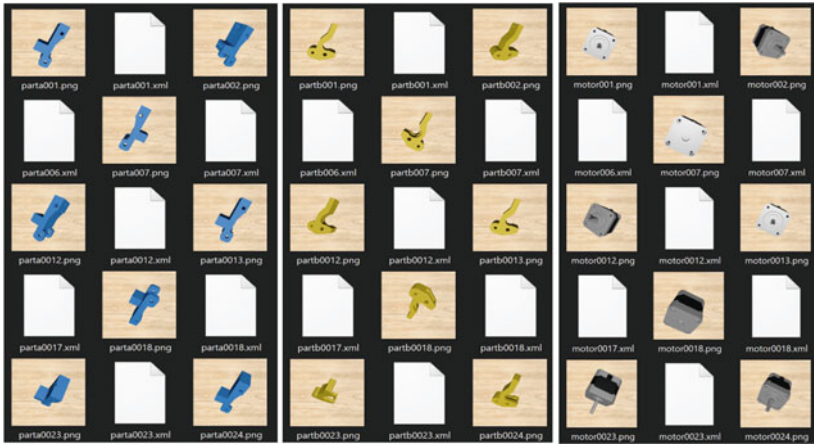 parta001.png parta001.xml parta002.png
parta006.xml parta007.png parta007.xml
parta0012.png parta0012.xml parta0013.png
parta0017.xml parta0018.png parta0018.xml
parta0023.png parta0023.xml parta0024.png
partb001.png partb001.xml partb002.png
partb006.xml partb007.png partb007.xml
partb0012.png partb0012.xml partb0013.png
partb0017.xml partb0018.png partb0018.xml
partb0023.png partb0023.xml partb0024.png
motor001.png motor001.xml motor002.png
motor006.xml motor007.png motor007.xml
motor0012.png motor0012.xml motor0013.png
motor0017.xml motor0018.png motor0018.xml
motor0023.png motor0023.xml motor0024.png